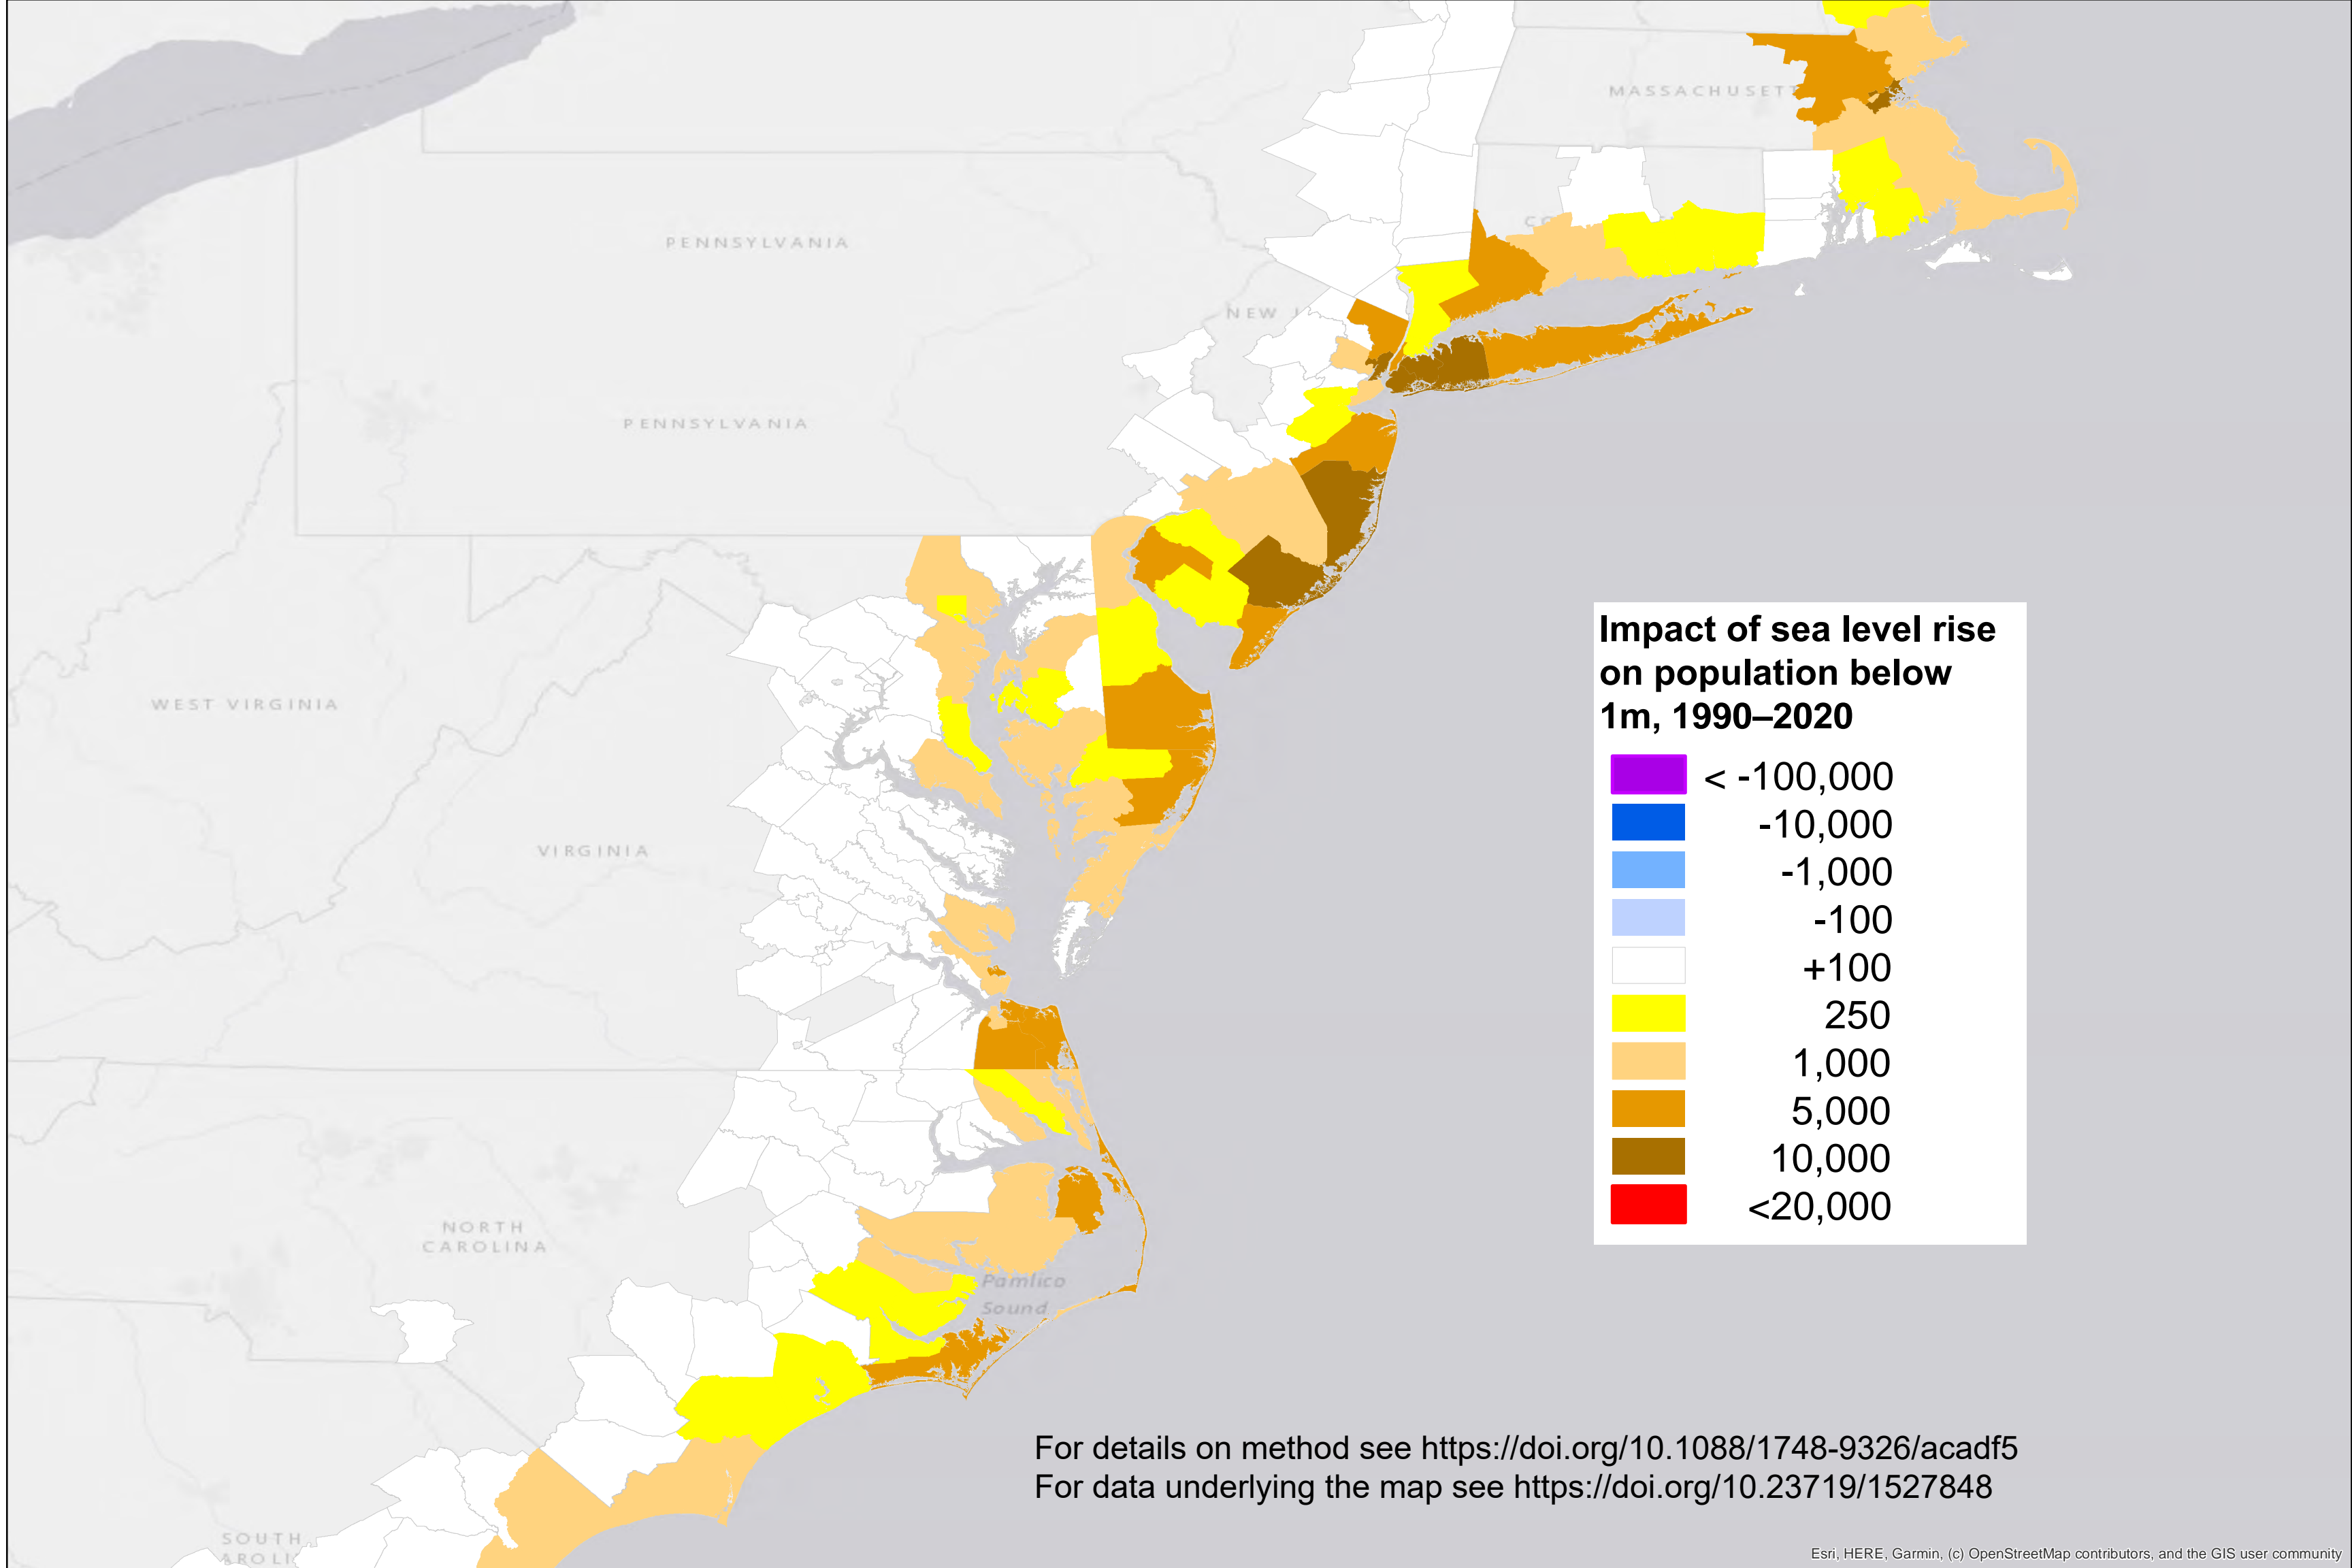 MASSACHUSETT
PENNSYLVANIA
NEW J
PENNSYLVANIA
Impact of sea level rise
on population below
1m, 1990–2020
WEST VIRGINIA
< -100,000
-10,000
VIRGINIA
-1,000
-100
+100
250
1,000
5,000
10,000
<20,000
NORTH
CAROLINA
Pamlico
Sound
For details on method see https://doi.org/10.1088/1748-9326/acadf5
For data underlying the map see https://doi.org/10.23719/1527848
SOUTH
Esri, HERE, Garmin, (c) OpenStreetMap contributors, and the GIS user community